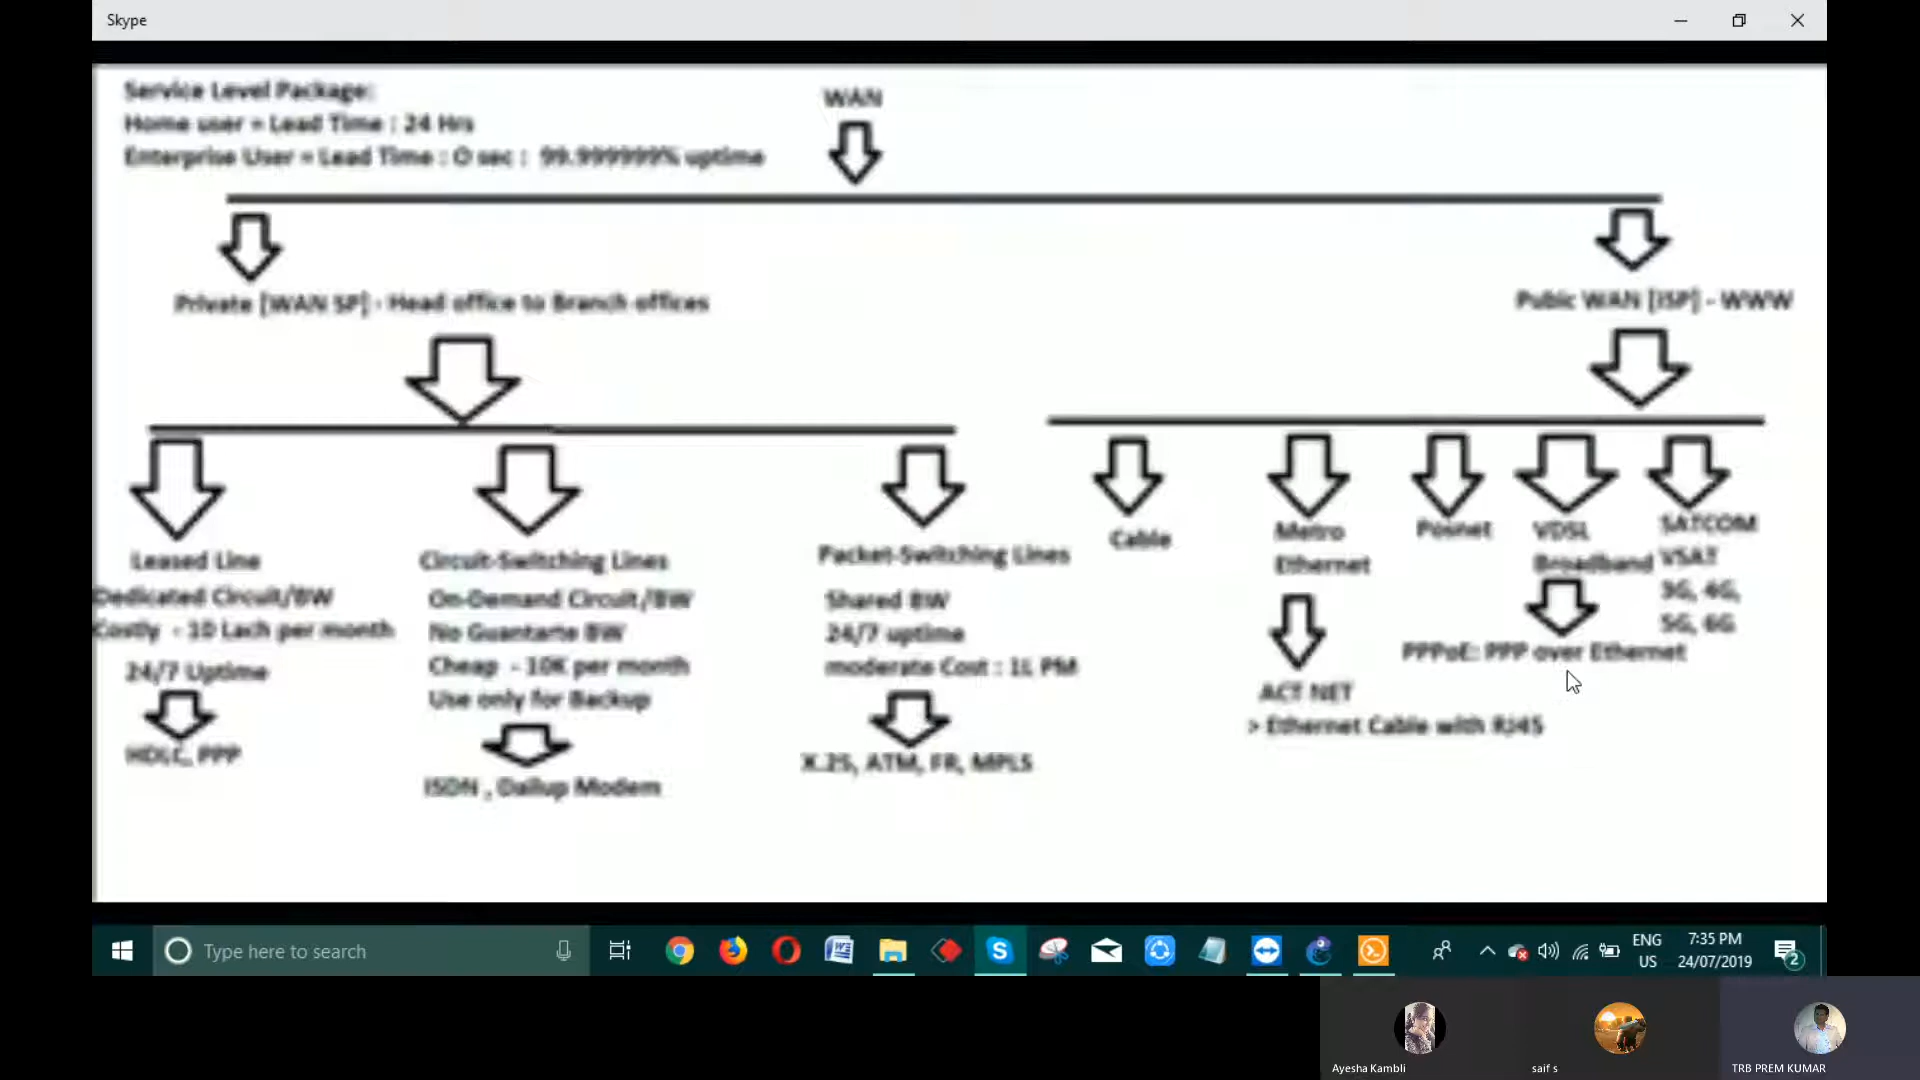 Skype
Service Level Package:
Home user = Lead Time : 24 Hrs
Enterprise User = Lead Time : O sec : 99.999999% uptime
WAN
Private [WAN SP] - Head office to Branch offices
Pubic WAN [ISP] - WWW
Leased Line
Dedicated Circuit/BW
Costly - 10 Lach per month
24/7 Uptime
HDLC, PPP
Circuit-Switching Lines
On-Demand Circuit/BW
No Guantarte BW
Cheap - 10K per month
Use only for Backup
ISDN , Dailup Modem
Packet-Switching Lines
Shared BW
24/7 uptime
moderate Cost : 1L PM
X.25, ATM, FR, MPLS
Cable
Metro
Ethernet
ACT NET
> Ethernet Cable with RJ45
Posnet
VDSL
Broadband
PPPoE: PPP over Ethernet
SATCOM
VSAT
3G, 4G,
5G, 6G
Type here to search
ENG
US
7:35 PM
24/07/2019
2
Ayesha Kambli
saif s
TRB PREM KUMAR